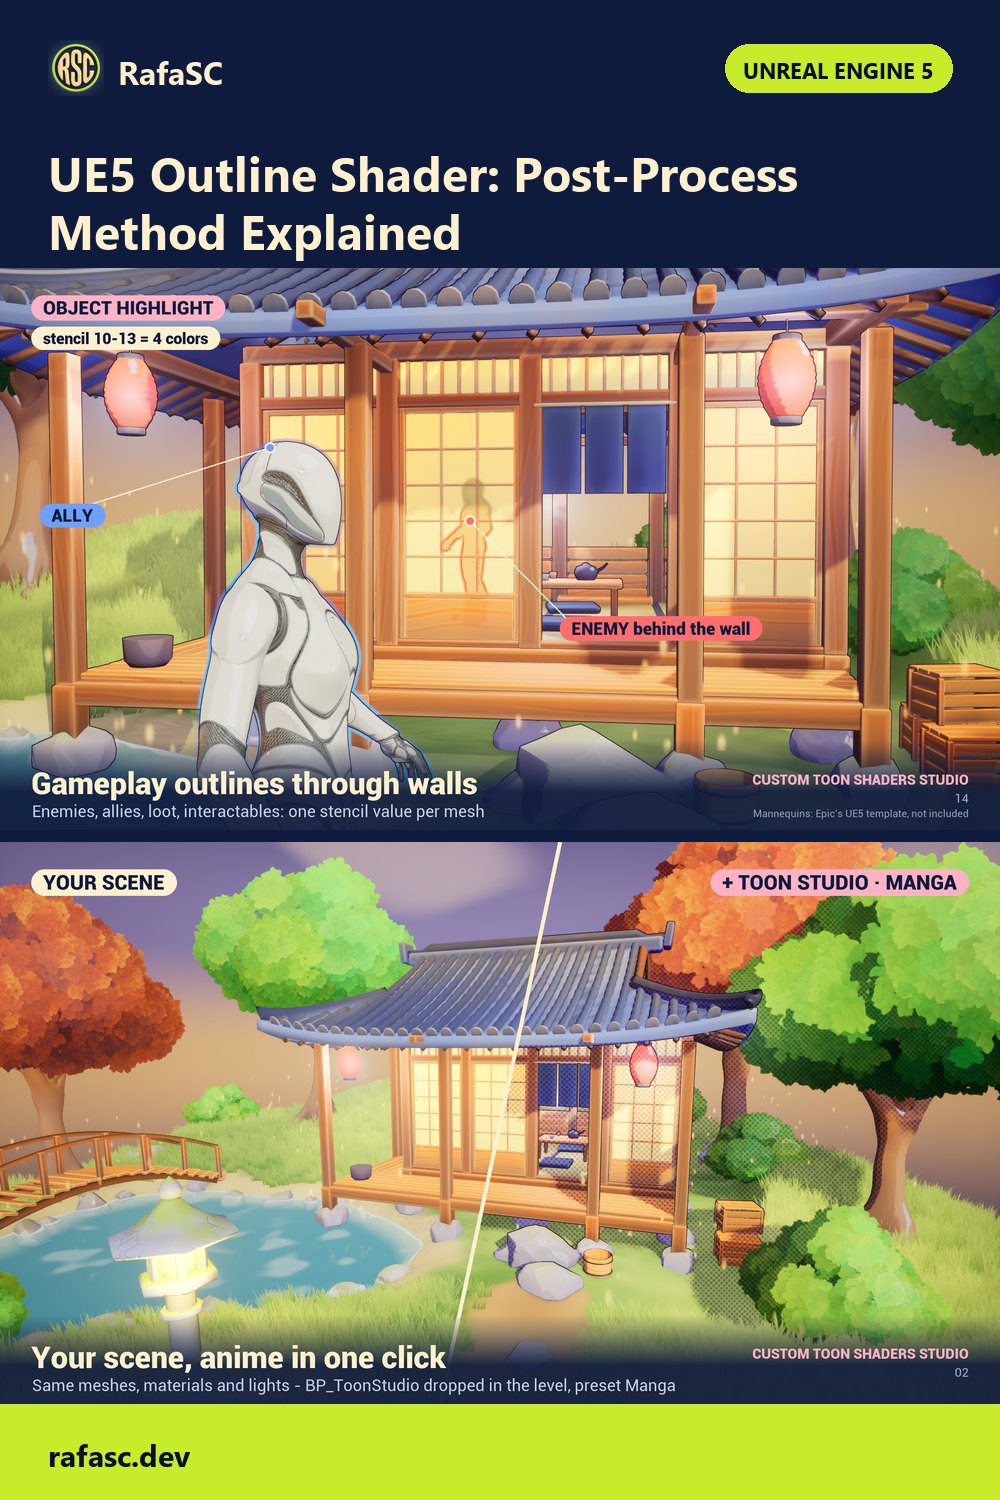 RSC
RafaSC
UNREAL ENGINE 5
UE5 Outline Shader: Post-Process
Method Explained
OBJECT HIGHLIGHT
stencil 10-13 = 4 colors
ALLY
ENEMY behind the wall
Gameplay outlines through walls
Enemies, allies, loot, interactables: one stencil value per mesh
CUSTOM TOON SHADERS STUDIO
14
Mannequins: Epic's UE5 template, not included
YOUR SCENE
+ TOON STUDIO · MANGA
Your scene, anime in one click
Same meshes, materials and lights - BP_ToonStudio dropped in the level, preset Manga
CUSTOM TOON SHADERS STUDIO
02
rafasc.dev